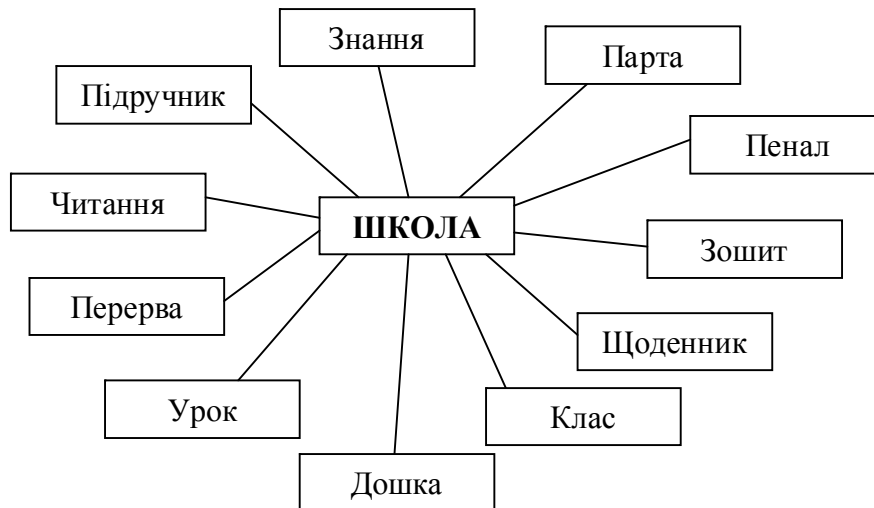 Знання
Парта
Підручник
Пенал
Читання
ШКОЛА
Зошит
Перерва
Щоденник
Урок
Клас
Дошка